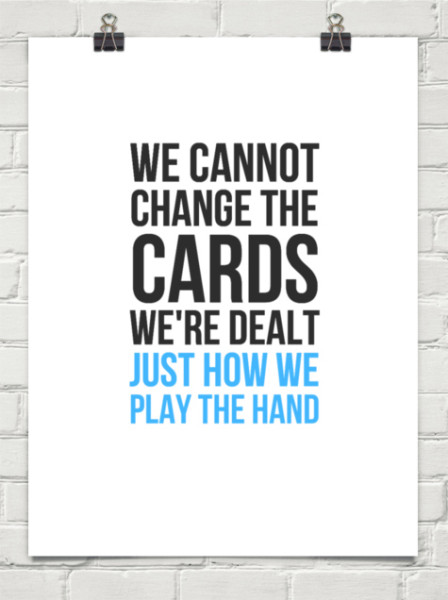 WE CANNOT
CHANGE THE
CARDS
WE'RE DEALT
JUST HOW WE
PLAY THE HAND